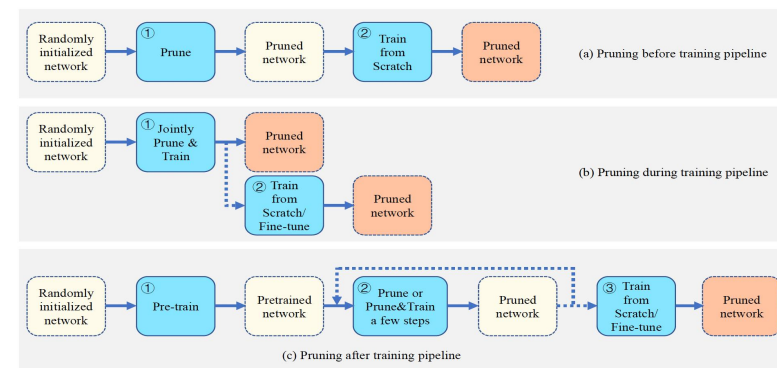 Randomly
initialized
network
①
Prune
Pruned
network
② Train
from
Scratch
Pruned
network
(a) Pruning before training pipeline
Randomly
initialized
network
① Jointly
Prune &
Train
Pruned
network
② Train
from
Scratch/
Fine-tune
Pruned
network
(b) Pruning during training pipeline
Randomly
initialized
network
①
Pre-train
Pretrained
network
②
Prune or
Prune&Train
a few steps
Pruned
network
③ Train
from
Scratch/
Fine-tune
Pruned
network
(c) Pruning after training pipeline